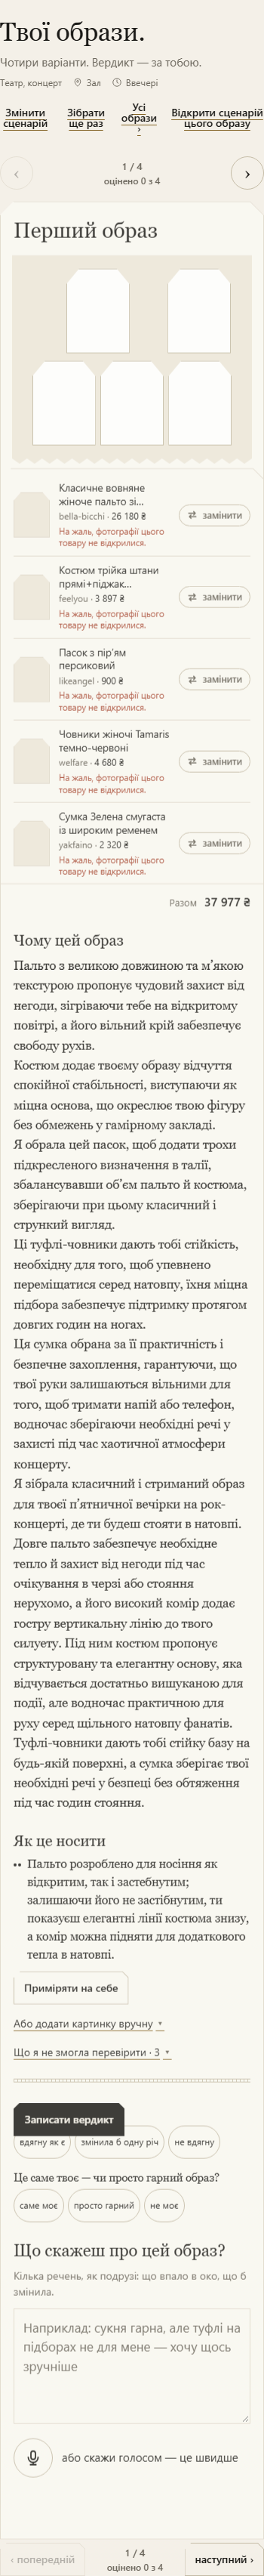 Твої образи.
Чотири варіанти. Вердикт — за тобою.
Театр, концерт Зал Ввечері
Змінити
сценарій
Зібрати
ще раз
Усі
образи
›
Відкрити сценарій
цього образу
‹
1 / 4
оцінено 0 з 4
›
Перший образ
Класичне вовняне
жіноче пальто зі...
bella-bicchi · 26 180 ₴
На жаль, фотографії цього
товару не відкрилися.
⇄ замінити
Костюм трійка штани
прямі+піджак...
feelyou · 3 897 ₴
На жаль, фотографії цього
товару не відкрилися.
⇄ замінити
Пасок з пір'ям
персиковий
likeangel · 900 ₴
На жаль, фотографії цього
товару не відкрилися.
⇄ замінити
Човники жіночі Tamaris
темно-червоні
welfare · 4 680 ₴
На жаль, фотографії цього
товару не відкрилися.
⇄ замінити
Сумка Зелена смугаста
із широким ременем
yakfaino · 2 320 ₴
На жаль, фотографії цього
товару не відкрилися.
⇄ замінити
Разом 37 977 ₴
Чому цей образ
Пальто з великою довжиною та м’якою
текстурою пропонує чудовий захист від
негоди, зігріваючи тебе на відкритому
повітрі, а його вільний крій забезпечує
свободу рухів.
Костюм додає твоєму образу відчуття
спокійної стабільності, виступаючи як
міцна основа, що окреслює твою фігуру
без обмежень у гамірному закладі.
Я обрала цей пасок, щоб додати трохи
підкресленого визначення в талії,
збалансувавши об’єм пальто й костюма,
зберігаючи при цьому класичний і
стрункий вигляд.
Ці туфлі-човники дають тобі стійкість,
необхідну для того, щоб упевнено
переміщатися серед натовпу, їхня міцна
підбора забезпечує підтримку протягом
довгих годин на ногах.
Ця сумка обрана за її практичність і
безпечне захоплення, гарантуючи, що
твої руки залишаються вільними для
того, щоб тримати напій або телефон,
водночас зберігаючи необхідні речі у
захисті під час хаотичної атмосфери
концерту.
Я зібрала класичний і стриманий образ
для твоєї п’ятничної вечірки на рок-
концерті, де ти будеш стояти в натовпі.
Довге пальто забезпечує необхідне
тепло й захист від негоди під час
очікування в черзі або стояння
нерухомо, а його високий комір додає
гостру вертикальну лінію до твого
силуету. Під ним костюм пропонує
структуровану та елегантну основу, яка
відчувається достатньо вишуканою для
події, але водночас практичною для
руху серед щільного натовпу фанатів.
Туфлі-човники дають тобі стійку базу на
будь-якій поверхні, а сумка зберігає твої
необхідні речі у безпеці без обтяження
під час годин стояння.
Як це носити
•• Пальто розроблено для носіння як
відкритим, так і застебнутим;
залишаючи його не застібнутим, ти
показуєш елегантні лінії костюма знизу,
а комір можна підняти для додаткового
тепла в натовпі.
Приміряти на себе
Або додати картинку вручну ▾
Що я не змогла перевірити · 3 ▾
Записати вердикт
вдягну як є
змінила б одну річ
не вдягну
Це саме твоє — чи просто гарний образ?
саме моє
просто гарний
не моє
Що скажеш про цей образ?
Кілька речень, як подрузі: що впало в око, що б
змінила.
Наприклад: сукня гарна, але туфлі на
підборах не для мене — хочу щось
зручніше
або скажи голосом — це швидше
‹ попередній
1 / 4
оцінено 0 з 4
наступний ›